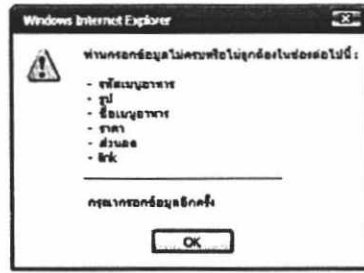 Windows Internet Explorer
ท่านกรอกข้อมูลไม่ครบหรือไม่ถูกต้องในช่องต่อไปนี้ :
- รหัสเมนูอาหาร
- รูป
- ชื่อเมนูอาหาร
- ราคา
- ส่วนลด
- link
กรุณากรอกข้อมูลอีกครั้ง
OK